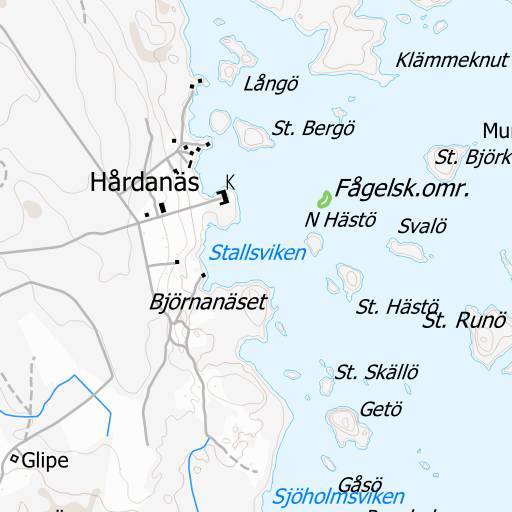 Klämmeknut
Långö
St. Bergö
St. Björk
Hårdanäs
K
Fågelsk.omr.
N Hästö
Svalö
Stallsviken
Björnanäset
St. Hästö
St. Runö
St. Skällö
Getö
Glipe
Gåsö
Sjöholmsviken